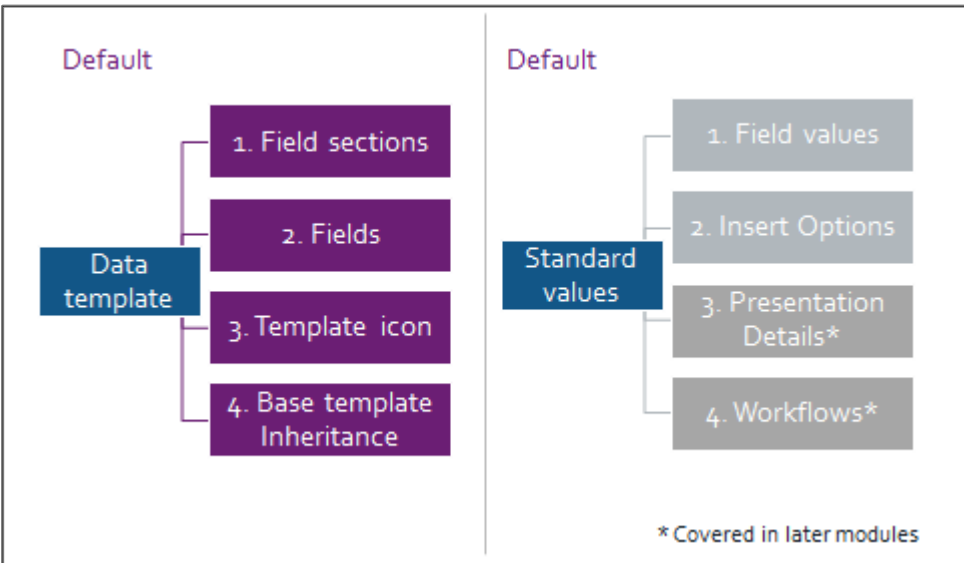 Default
Data
template
1. Field sections
2. Fields
3. Template icon
4. Base template
Inheritance
Default
Standard
values
1. Field values
2. Insert Options
3. Presentation
Details*
4. Workflows*
* Covered in later modules